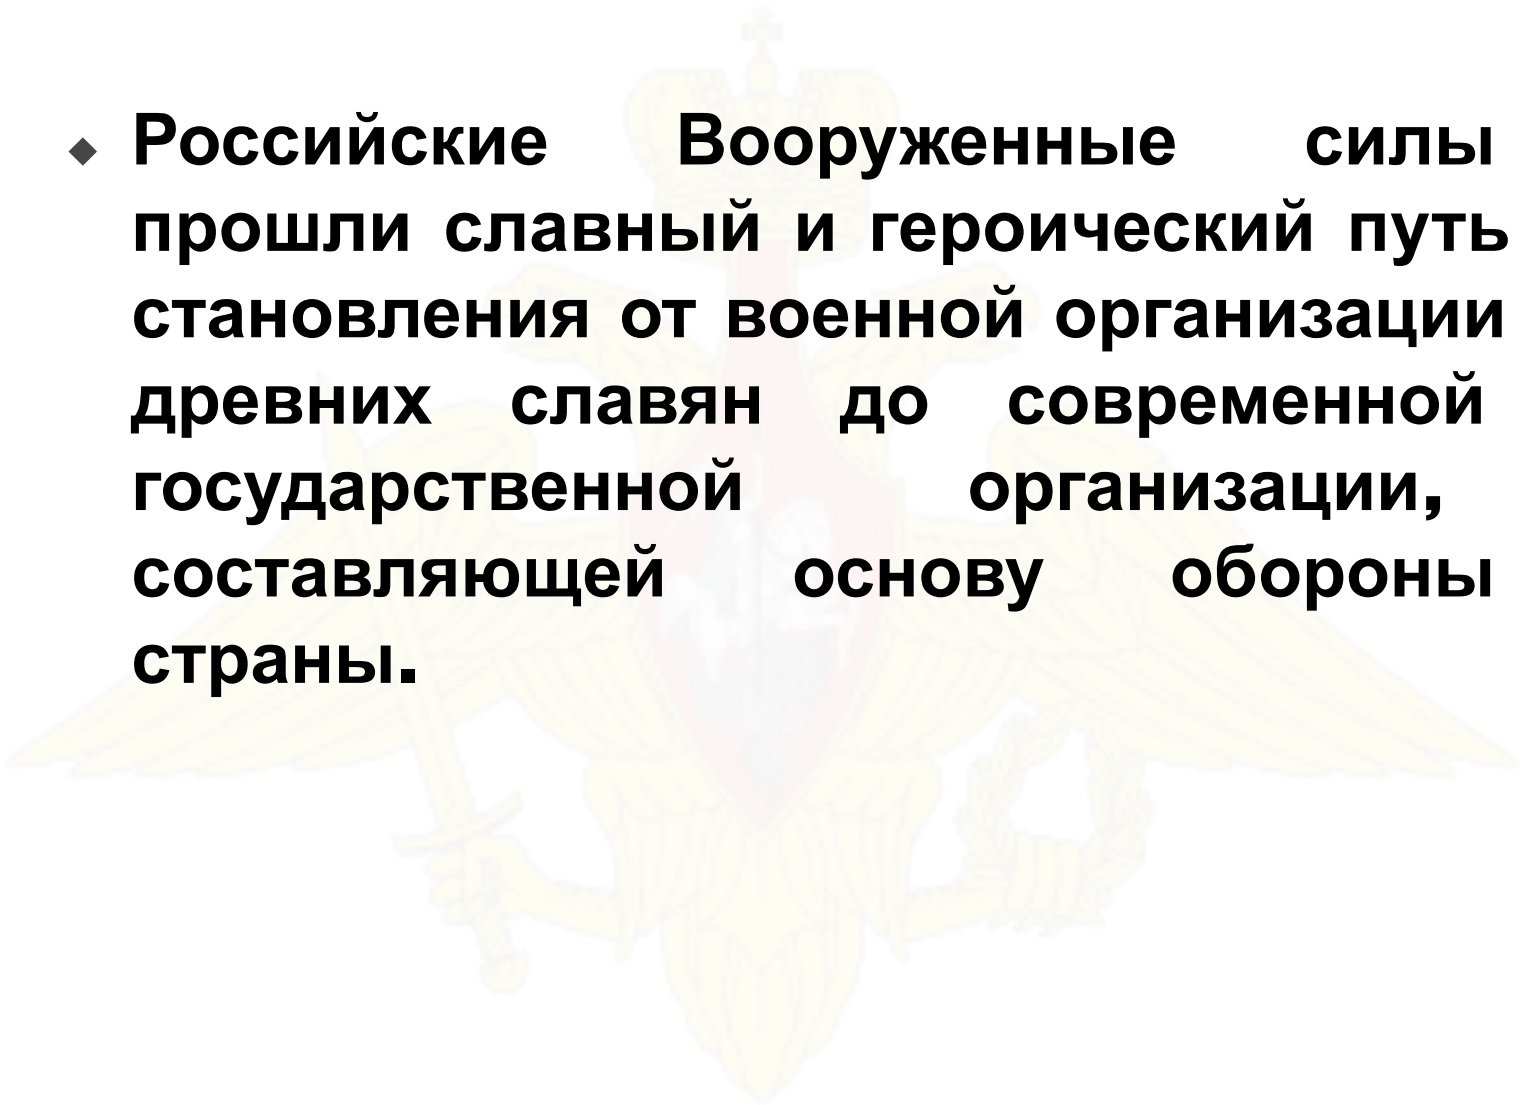 Российские Вооруженные силы
прошли славный и героический путь
становления от военной организации
древних славян до современной
государственной организации,
составляющей основу обороны
страны.